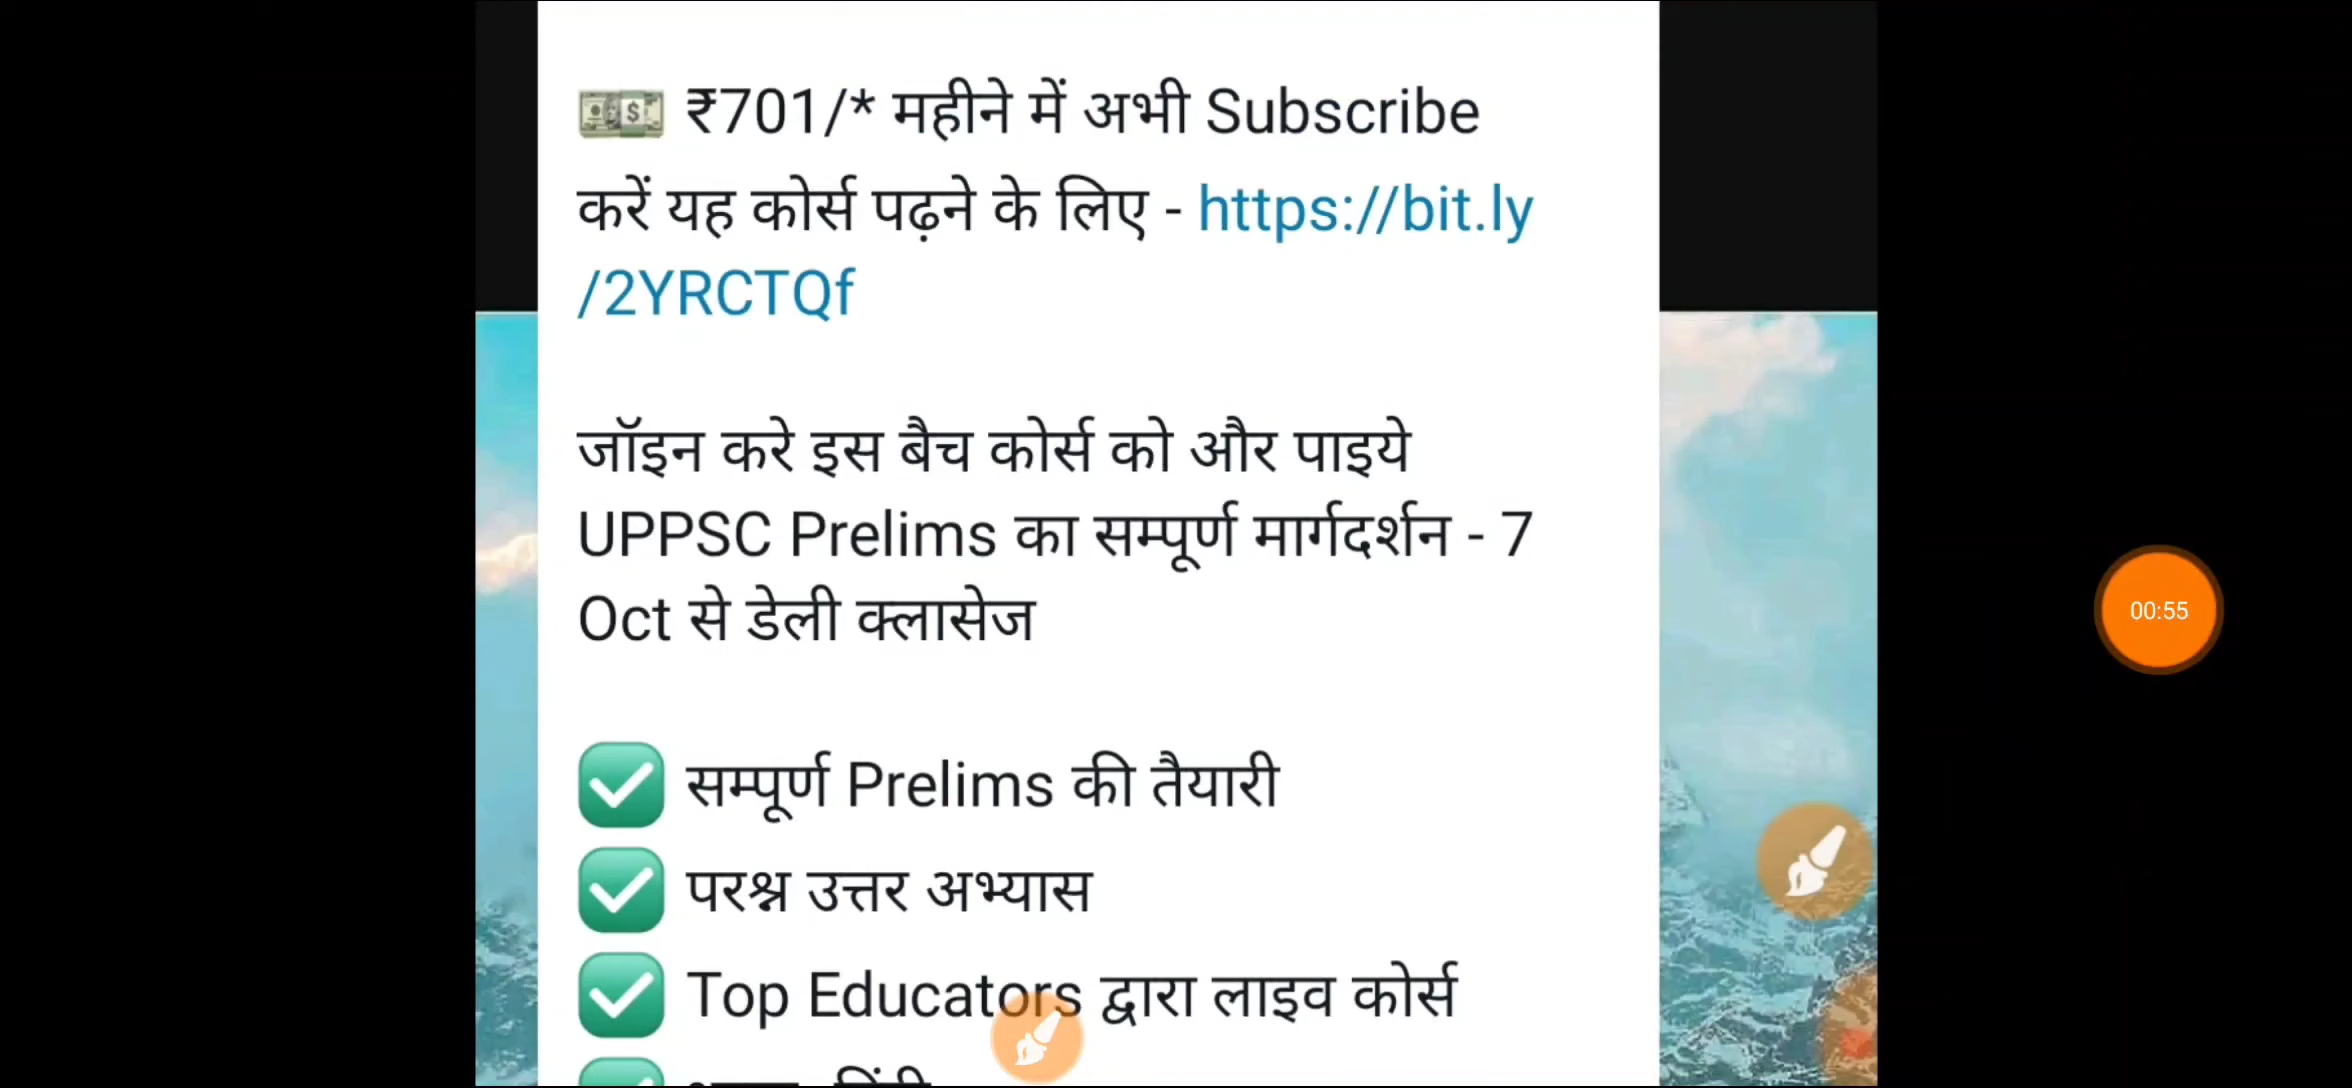 ₹701/* महीने में अभी Subscribe
करें यह कोर्स पढ़ने के लिए - https://bit.ly
/2YRCTQf
जॉइन करे इस बैच कोर्स को और पाइये
UPPSC Prelims का सम्पूर्ण मार्गदर्शन - 7
Oct से डेली क्लासेज
सम्पूर्ण Prelims की तैयारी
परश्न उत्तर अभ्यास
Top Educators द्वारा लाइव कोर्स
00:55